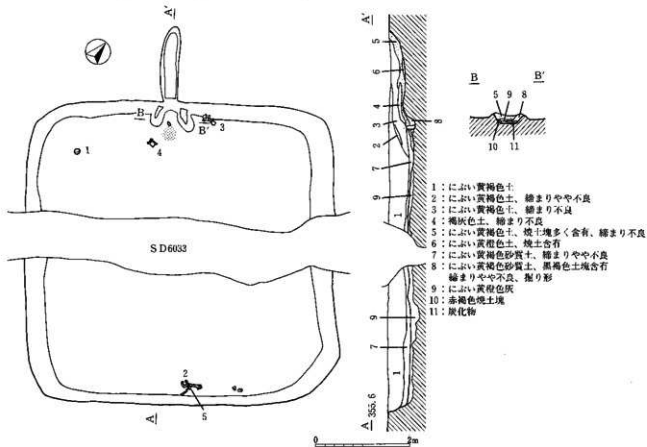 A'
A'
5
6
4
3
2
7
9
8
1
B
B'
3
1
4
B
B'
5
9
8
10
11
SD6033
1：にぶい黄褐色土
2：にぶい黄褐色土、締まりやや不良
3：にぶい黄褐色土、締まり不良
4：褐灰色土、締まり不良
5：にぶい黄褐色土、焼土塊多く含有、締まり不良
6：にぶい黄橙色土、焼土含有
7：にぶい黄褐色砂質土、締まりやや不良
8：にぶい黄褐色砂質土、黒褐色土塊含有
締まりやや不良、掘り形
9：にぶい黄橙色灰
10：赤褐色焼土塊
11：炭化物
9
7
1
2
5
A
A 355.6
0
2m